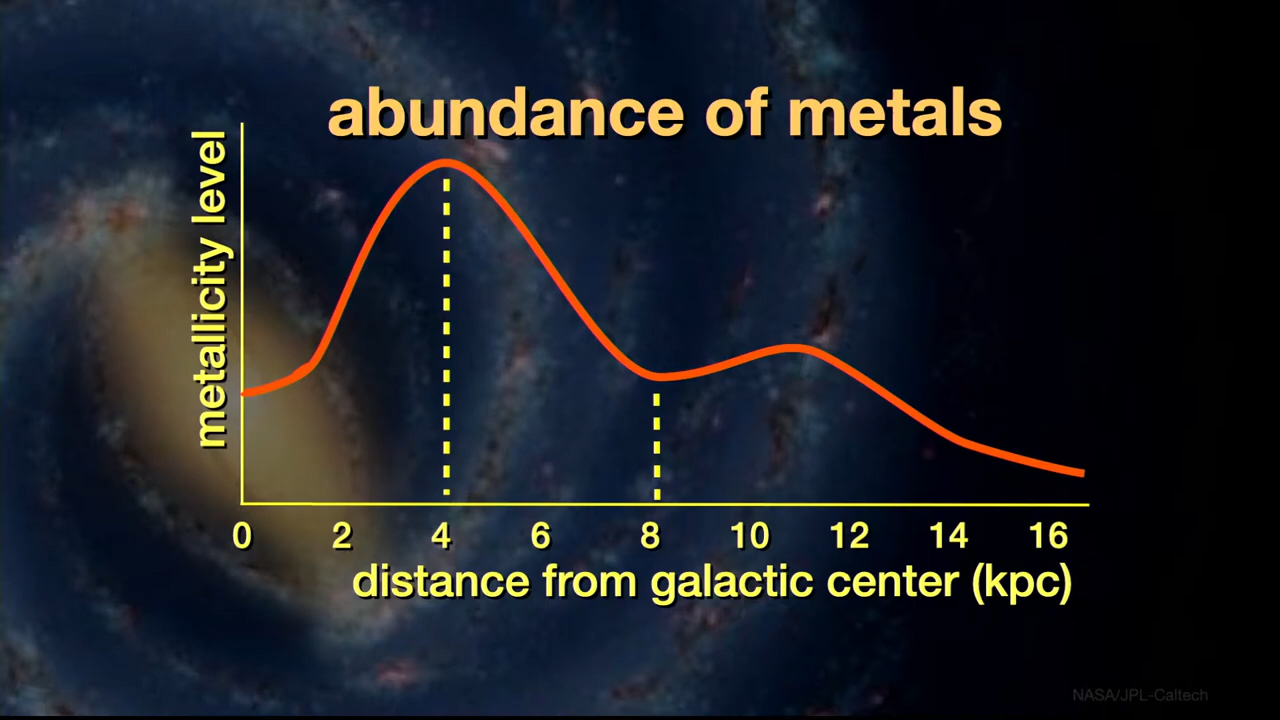 abundance of metals
metallicity level
0 2 4 6 8 10 12 14 16
distance from galactic center (kpc)
NASA/JPL-Caltech